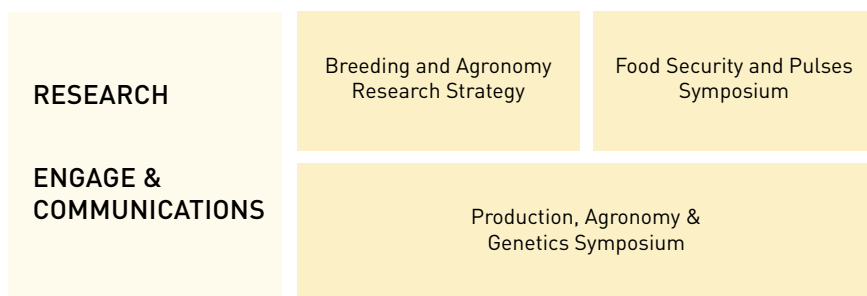 RESEARCH
ENGAGE &
COMMUNICATIONS
Breeding and Agronomy
Research Strategy
Food Security and Pulses
Symposium
Production, Agronomy &
Genetics Symposium